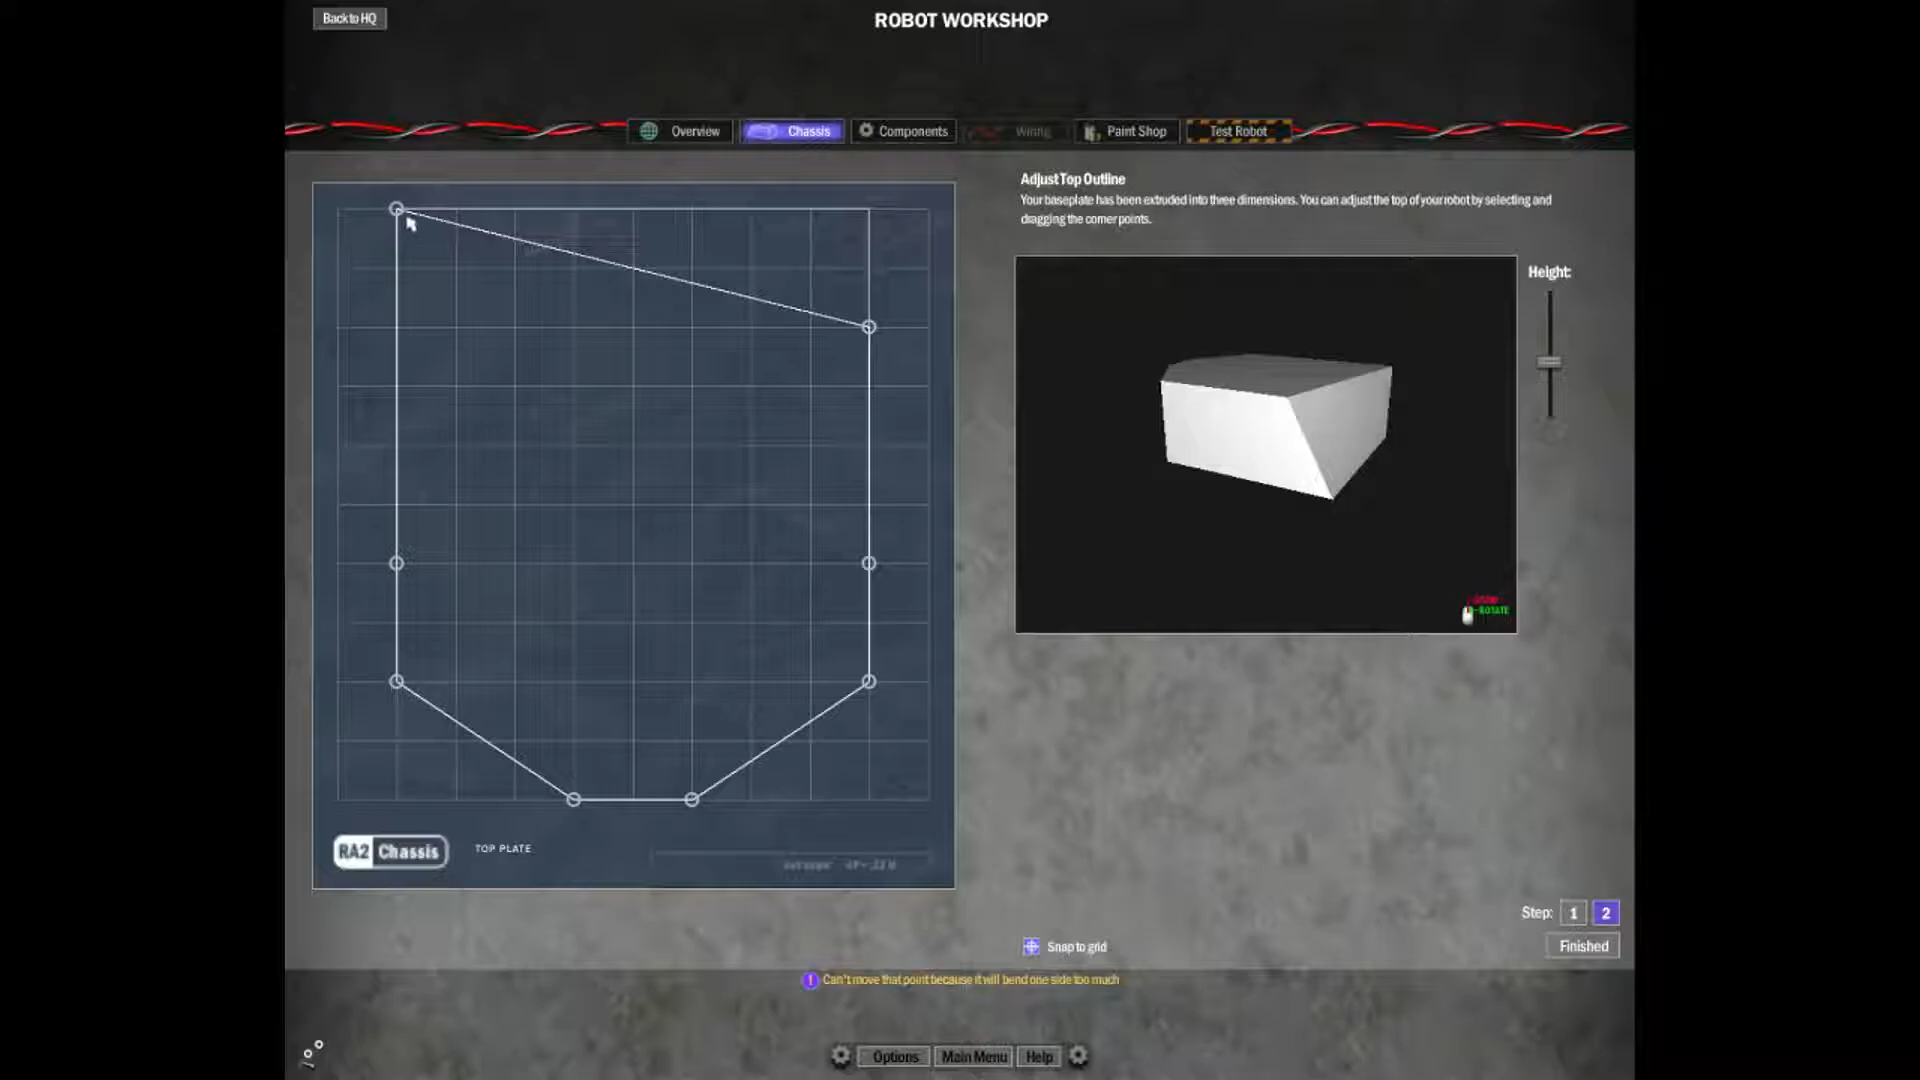 Back to HQ
ROBOT WORKSHOP
Overview
Chassis
Components
Wiring
Paint Shop
Test Robot
Adjust Top Outline
Your baseplate has been extruded into three dimensions. You can adjust the top of your robot by selecting and
dragging the corner points.
Height:
-ROTATE
RA2 Chassis
TOP PLATE
Step: 1 2
Snap to grid
Finished
! Can't move that point because it will bend one side too much
Options
Main Menu
Help